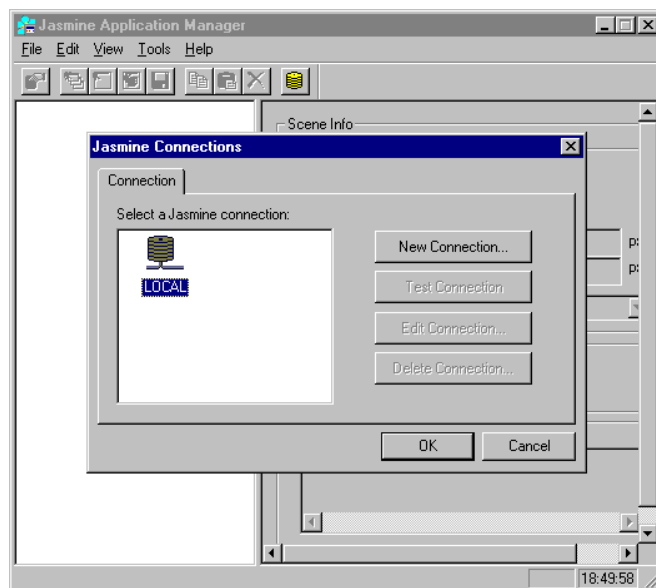 Jasmine Application Manager
File Edit View Tools Help
Scene Info
Jasmine Connections
Connection
Select a Jasmine connection:
LOCAL
New Connection...
Test Connection
Edit Connection...
Delete Connection...
OK Cancel
18:49:58